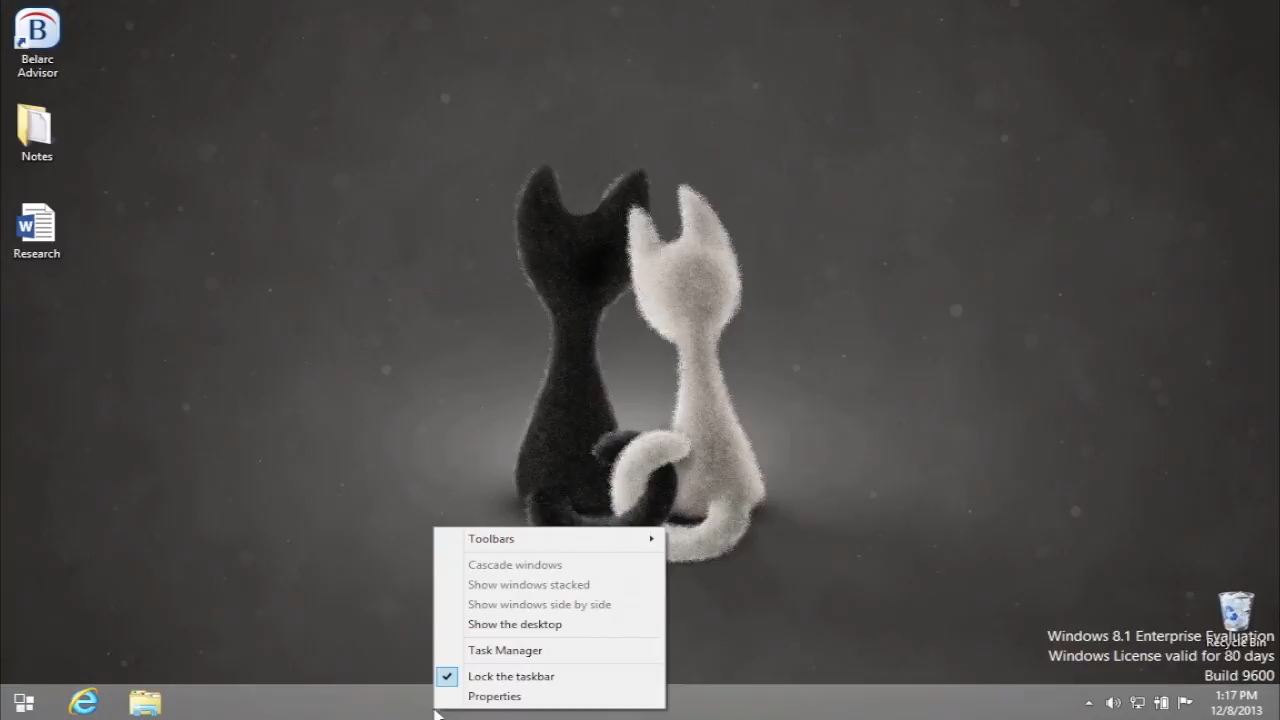 B
Belarc
Advisor
Notes
W
Research
Toolbars
Cascade windows
Show windows stacked
Show windows side by side
Show the desktop
Task Manager
Lock the taskbar
Properties
Windows 8.1 Enterprise Evaluation
Recycle Bin
Windows License valid for 80 days
Build 9600
1:17 PM
12/8/2013